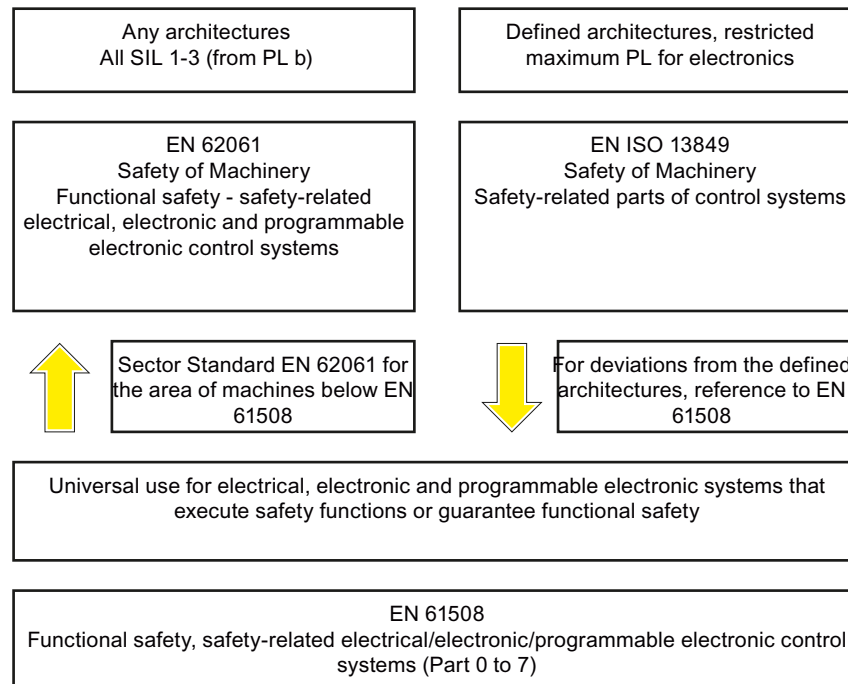 Any architectures
All SIL 1-3 (from PL b)
Defined architectures, restricted
maximum PL for electronics
EN 62061
Safety of Machinery
Functional safety - safety-related
electrical, electronic and programmable
electronic control systems
EN ISO 13849
Safety of Machinery
Safety-related parts of control systems
Sector Standard EN 62061 for
the area of machines below EN
61508
For deviations from the defined
architectures, reference to EN
61508
Universal use for electrical, electronic and programmable electronic systems that
execute safety functions or guarantee functional safety
EN 61508
Functional safety, safety-related electrical/electronic/programmable electronic control
systems (Part 0 to 7)